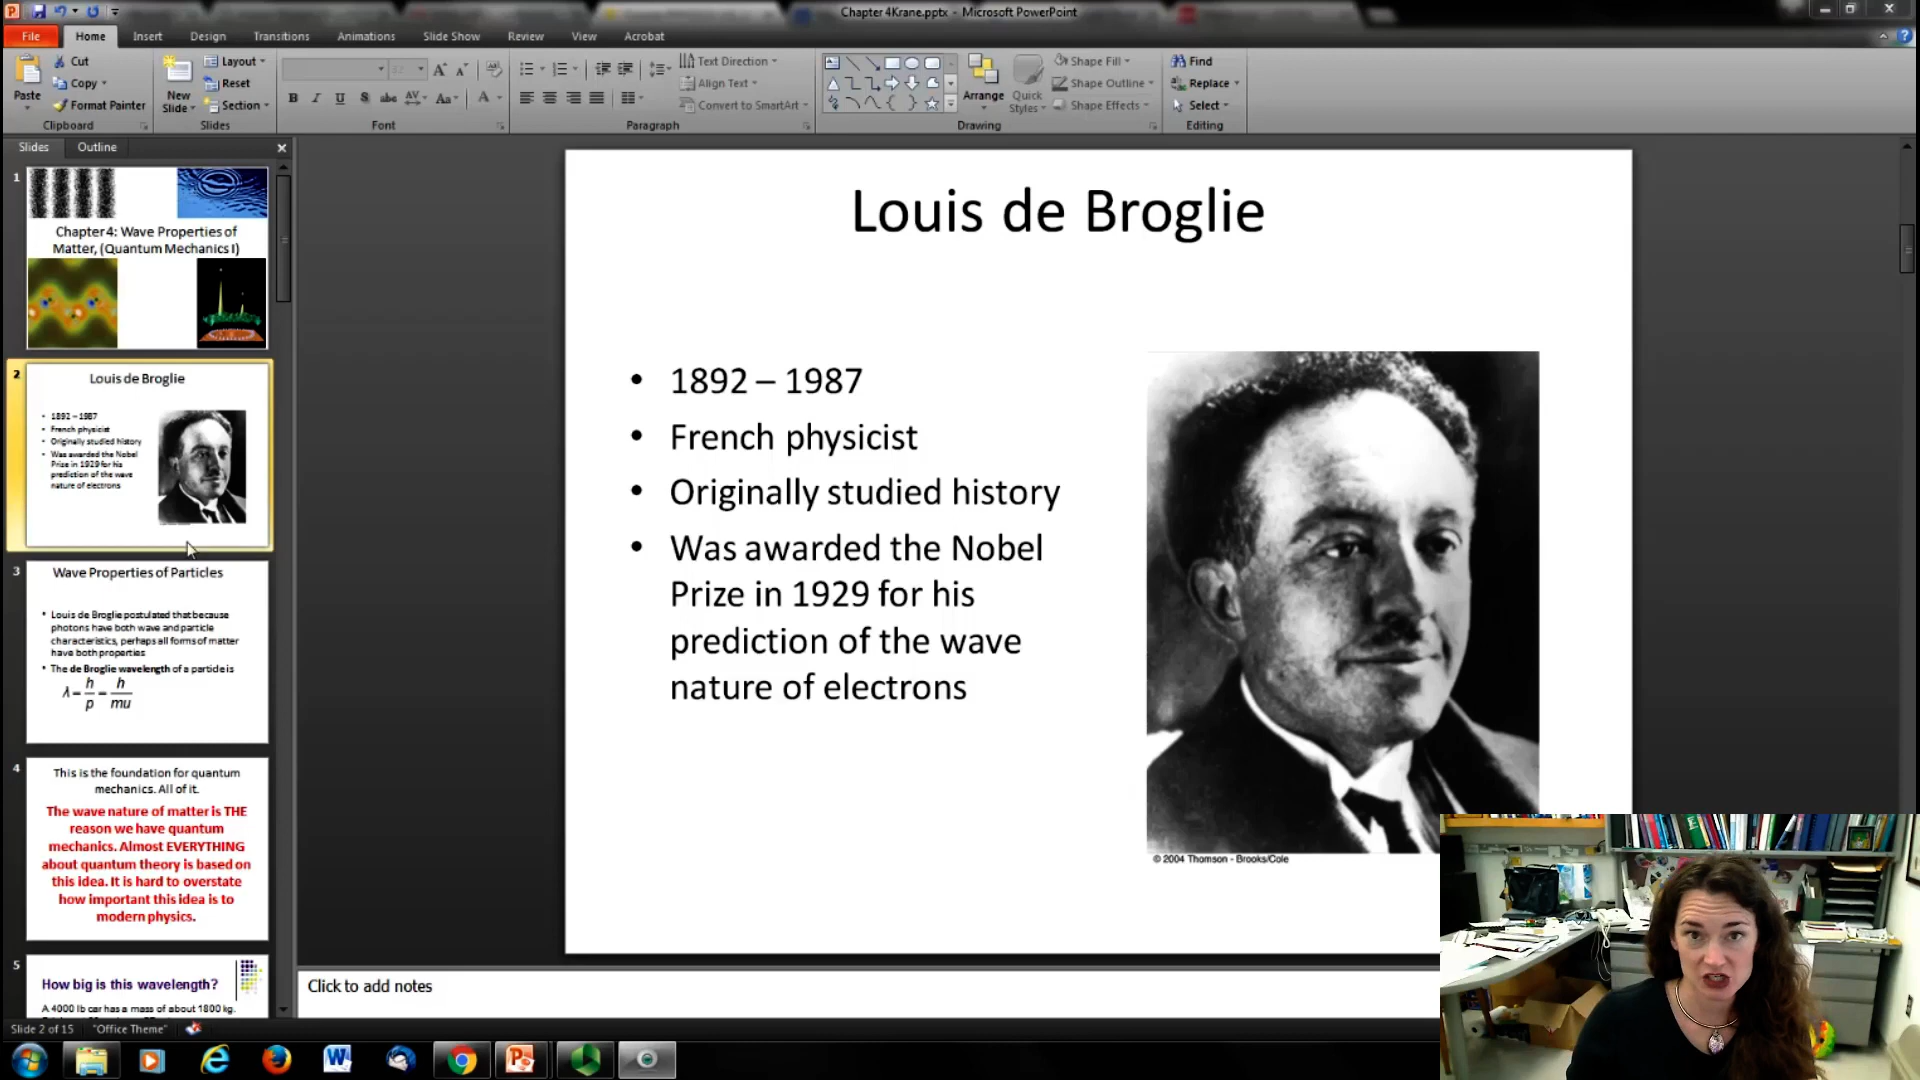 Chapter 4Krane.pptx - Microsoft PowerPoint
File Home Insert Design Transitions Animations Slide Show Review View Acrobat
Paste
Cut
Copy
Format Painter
Clipboard
New
Slide
Layout
Reset
Section
Slides
32
Font
Text Direction
Align Text
Convert to SmartArt
Paragraph
Arrange
Quick
Styles
Shape Fill
Shape Outline
Shape Effects
Drawing
Find
Replace
Select
Editing
Slides Outline
1
Chapter 4: Wave Properties of
Matter, (Quantum Mechanics I)
2
Louis de Broglie
• 1892 – 1987
• French physicist
• Originally studied history
• Was awarded the Nobel
Prize in 1929 for his
prediction of the wave
nature of electrons
3
Wave Properties of Particles
• Louis de Broglie postulated that because
photons have both wave and particle
characteristics, perhaps all forms of matter
have both properties
• The de Broglie wavelength of a particle is
λ = h/p = h/mu
4
This is the foundation for quantum
mechanics. All of it.
The wave nature of matter is THE
reason we have quantum
mechanics. Almost EVERYTHING
about quantum theory is based on
this idea. It is hard to overstate
how important this idea is to
modern physics.
5
How big is this wavelength?
A 4000 lb car has a mass of about 1800 kg.
Louis de Broglie
• 1892 – 1987
• French physicist
• Originally studied history
• Was awarded the Nobel
Prize in 1929 for his
prediction of the wave
nature of electrons
© 2004 Thomson - Brooks/Cole
Click to add notes
Slide 2 of 15 "Office Theme"